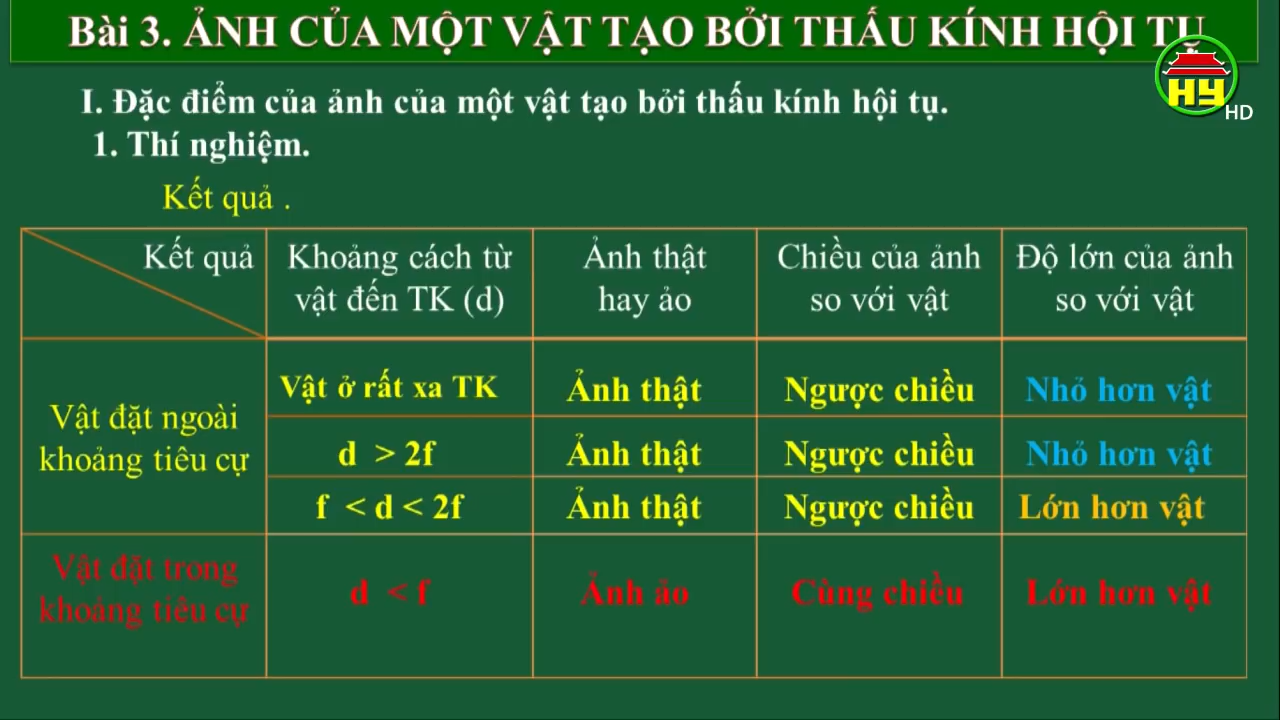 Bài 3. ẢNH CỦA MỘT VẬT TẠO BỞI THẤU KÍNH HỘI TỤ
HY
HD
I. Đặc điểm của ảnh của một vật tạo bởi thấu kính hội tụ.
1. Thí nghiệm.
Kết quả .
Kết quả
Khoảng cách từ
vật đến TK (d)
Ảnh thật
hay ảo
Chiều của ảnh
so với vật
Độ lớn của ảnh
so với vật
Vật đặt ngoài
khoảng tiêu cự
Vật ở rất xa TK
Ảnh thật
Ngược chiều
Nhỏ hơn vật
d > 2f
Ảnh thật
Ngược chiều
Nhỏ hơn vật
f < d < 2f
Ảnh thật
Ngược chiều
Lớn hơn vật
Vật đặt trong
khoảng tiêu cự
d < f
Ảnh ảo
Cùng chiều
Lớn hơn vật